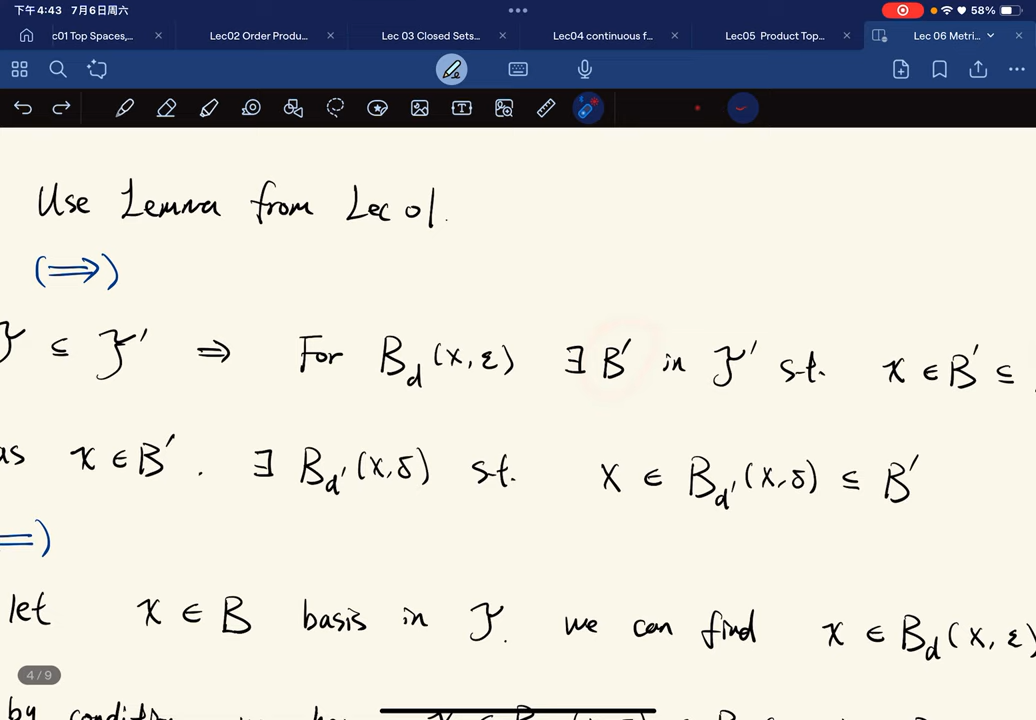 下午4:43 7月6日周六
58%
c01 Top Spaces,...
Lec02 Order Produ...
Lec 03 Closed Sets...
Lec04 continuous f...
Lec05 Product Top...
Lec 06 Metri...
Use Lemma from Lec 01.
(⟹)
𝒯 ⊆ 𝒯' ⇒ For B_d(x,ε) ∃ B' in 𝒯' s.t. x ∈ B' ⊆
as x ∈ B'. ∃ B_d'(x,δ) s.t. x ∈ B_d'(x,δ) ⊆ B'
=)
let x ∈ B basis in 𝒯. we can find x ∈ B_d(x,ε)
4/9
by